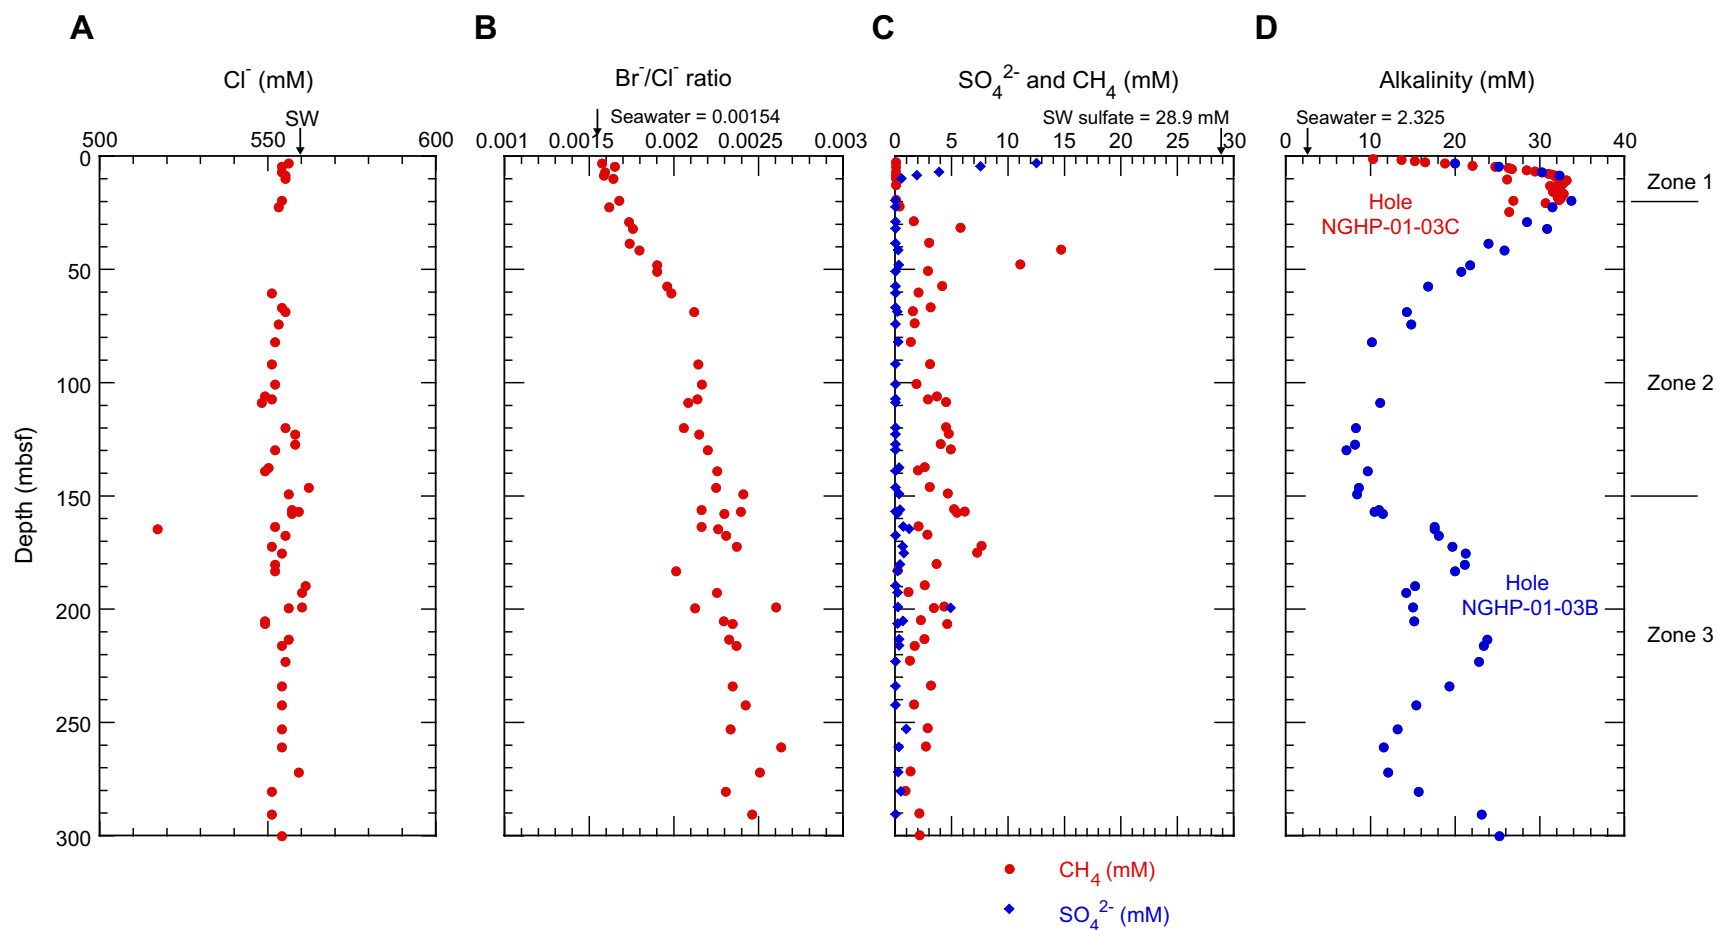 A
B
C
D
Cl⁻ (mM)
Br⁻/Cl⁻ ratio
SO₄²⁻ and CH₄ (mM)
Alkalinity (mM)
SW
Seawater = 0.00154
SW sulfate = 28.9 mM
Seawater = 2.325
500 550 600
0.001 0.0015 0.002 0.0025 0.003
0 5 10 15 20 25 30
0 10 20 30 40
0
50
100
150
200
250
300
Depth (mbsf)
Zone 1
Hole
NGHP-01-03C
Zone 2
Hole
NGHP-01-03B
Zone 3
CH₄ (mM)
SO₄²⁻ (mM)